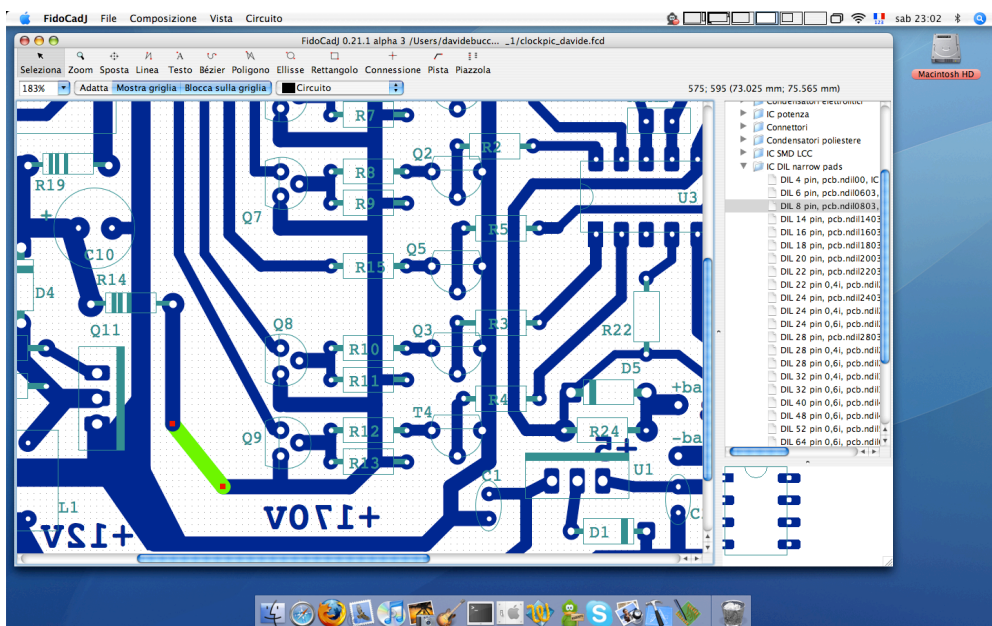 FidoCadJ File Composizione Vista Circuito
sab 23:02
FidoCadJ 0.21.1 alpha 3 /Users/davidebucc... _1/clockpic_davide.fcd
Seleziona Zoom Sposta Linea Testo Bézier Poligono Ellisse Rettangolo Connessione Pista Piazzola
183% Adatta Mostra griglia Blocca sulla griglia Circuito
575; 595 (73.025 mm; 75.565 mm)
Macintosh HD
Condensatori elettrolitici
IC potenza
Connettori
Condensatori poliestere
IC SMD LCC
IC DIL narrow pads
DIL 4 pin, pcb.ndil00, IC
DIL 6 pin, pcb.ndil0603,
DIL 8 pin, pcb.ndil0803,
DIL 14 pin, pcb.ndil1403
DIL 16 pin, pcb.ndil1603
DIL 18 pin, pcb.ndil1803
DIL 20 pin, pcb.ndil2003
DIL 22 pin, pcb.ndil2203
DIL 22 pin 0,4i, pcb.ndil
DIL 24 pin, pcb.ndil2403
DIL 24 pin 0,4i, pcb.ndil
DIL 24 pin 0,6i, pcb.ndil
DIL 28 pin, pcb.ndil2803
DIL 28 pin 0,4i, pcb.ndil
DIL 28 pin 0,6i, pcb.ndil
DIL 32 pin 0,4i, pcb.ndil
DIL 32 pin 0,6i, pcb.ndil
DIL 40 pin 0,6i, pcb.ndil
DIL 48 pin 0,6i, pcb.ndil
DIL 52 pin 0,6i, pcb.ndil
DIL 64 pin 0,6i, pcb.ndil
R7
R2
Q2
R8
R19
R9
U3
Q7
+
R5
C10
Q5
R15
R14
D4
Q11
Q8
Q3
R3
R22
R10
D5
R11
+ba
R4
T4
Q9
R12
R24
-ba
+5
R13
U1
C1
L1
+170V
C
+12V
D1